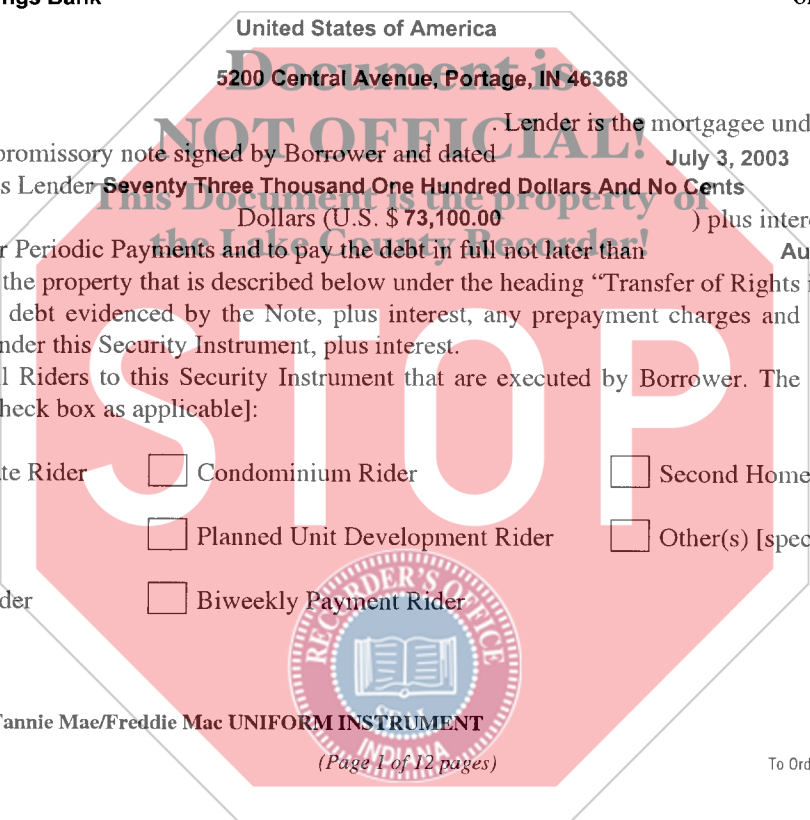 ngs Bank
United States of America
Document is
5200 Central Avenue, Portage, IN 46368
NOT OFFICIAL!
. Lender is the mortgagee und
promissory note signed by Borrower and dated July 3, 2003
s Lender Seventy Three Thousand One Hundred Dollars And No Cents
This Document is the property of
Dollars (U.S. $ 73,100.00 ) plus inter
the Lake County Recorder!
r Periodic Payments and to pay the debt in full not later than Au
the property that is described below under the heading “Transfer of Rights i
debt evidenced by the Note, plus interest, any prepayment charges and
nder this Security Instrument, plus interest.
l Riders to this Security Instrument that are executed by Borrower. The
heck box as applicable]:
STOP
te Rider Condominium Rider Second Home
Planned Unit Development Rider Other(s) [spec
der Biweekly Payment Rider
RECORDER'S OFFICE
SEAL
INDIANA
annie Mae/Freddie Mac UNIFORM INSTRUMENT
(Page 1 of 12 pages)
To Ord